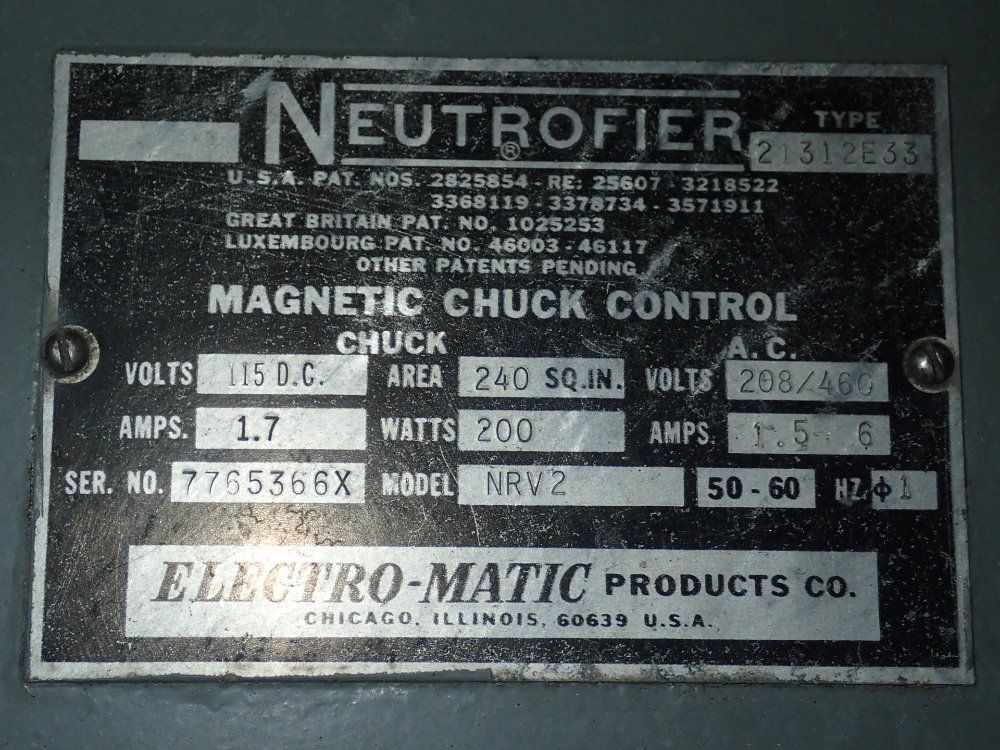 NEUTROFIER®
TYPE
21312E33
U.S.A. PAT. NOS. 2825854 - RE: 25607 - 3218522
3368119 - 3378734 - 3571911
GREAT BRITAIN PAT. NO. 1025253
LUXEMBOURG PAT. NO. 46003 - 46117
OTHER PATENTS PENDING
MAGNETIC CHUCK CONTROL
CHUCK A.C.
VOLTS 115 D.C. AREA 240 SQ.IN. VOLTS 208/460
AMPS. 1.7 WATTS 200 AMPS. 1.5 - 6
SER. NO. 7765366X MODEL NRV2 50-60 HZ ϕ 1
ELECTRO-MATIC PRODUCTS CO.
CHICAGO, ILLINOIS, 60639 U.S.A.